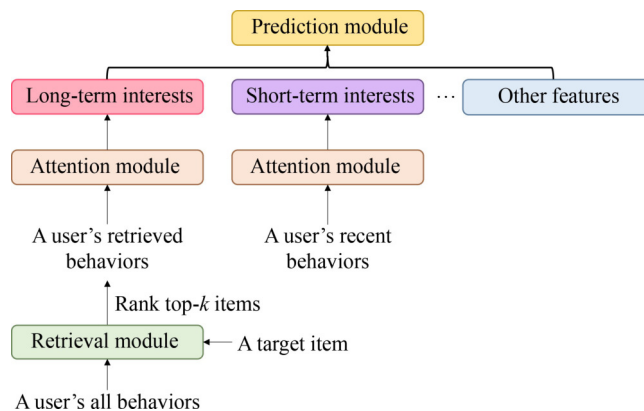 Prediction module
Long-term interests
Short-term interests
...
Other features
Attention module
Attention module
A user's retrieved
behaviors
A user's recent
behaviors
Rank top-k items
Retrieval module
A target item
A user's all behaviors